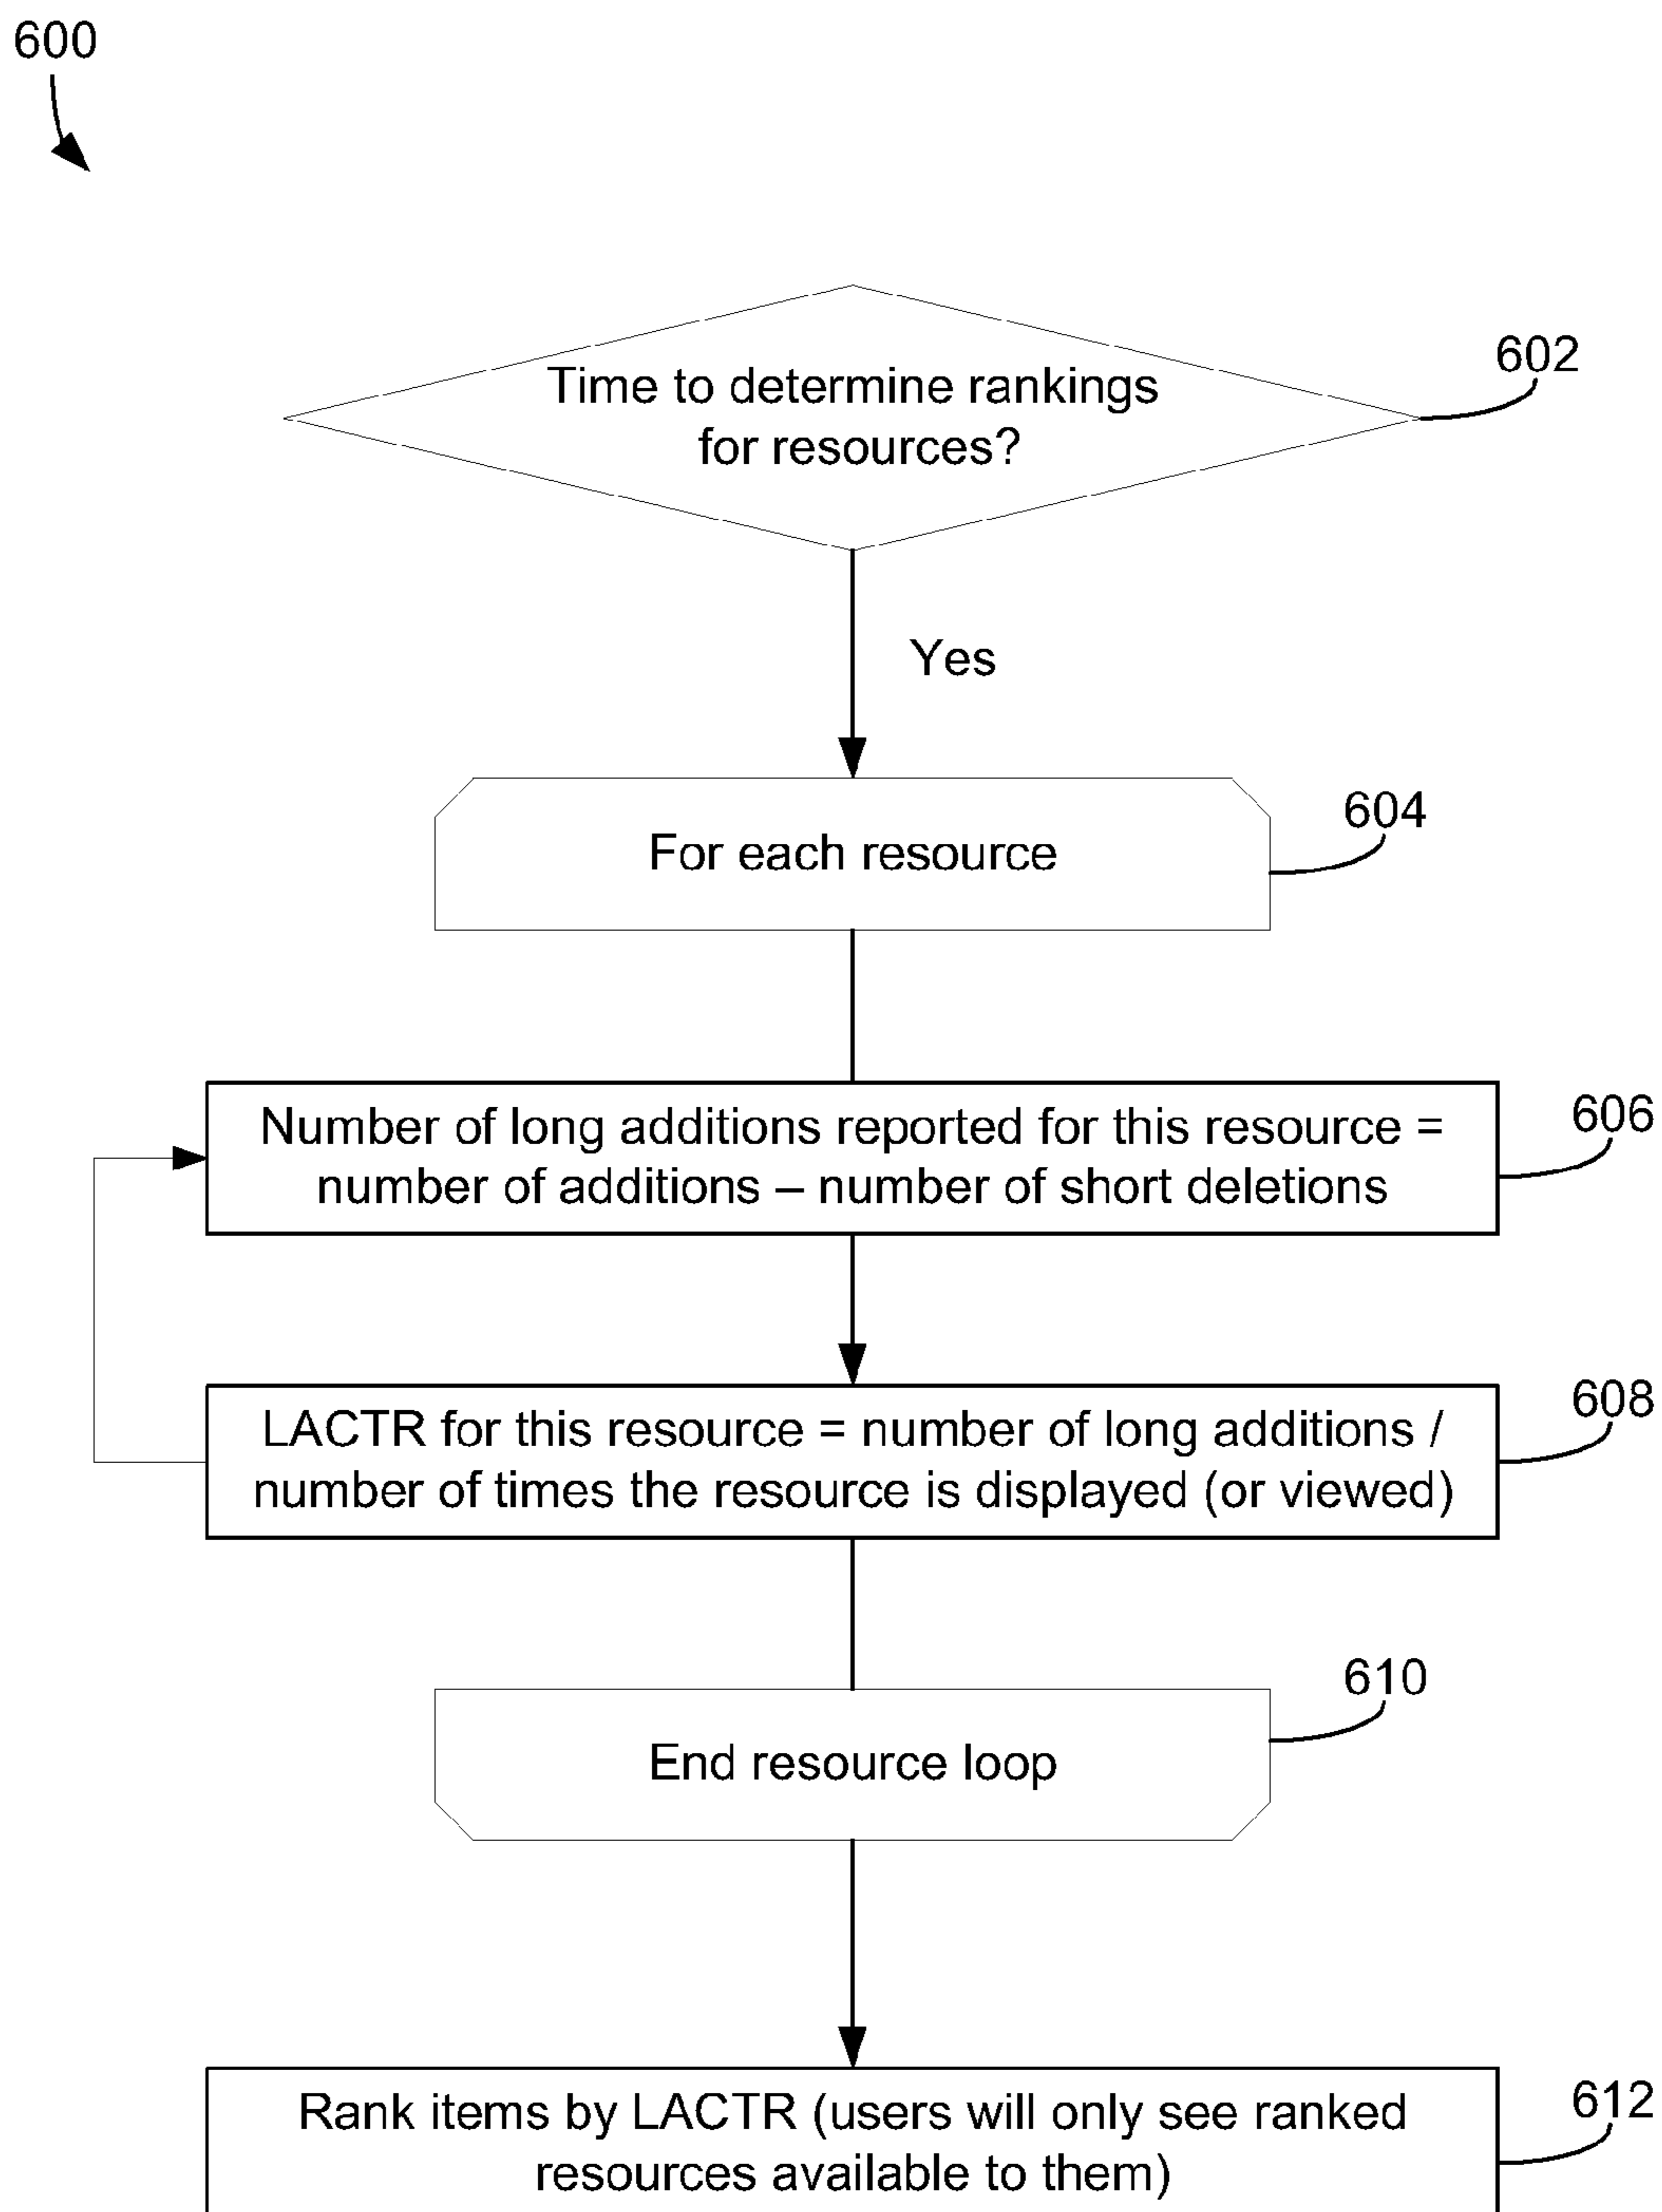 600
Time to determine rankings
for resources?
602
Yes
For each resource
604
Number of long additions reported for this resource =
number of additions – number of short deletions
606
LACTR for this resource = number of long additions /
number of times the resource is displayed (or viewed)
608
End resource loop
610
Rank items by LACTR (users will only see ranked
resources available to them)
612